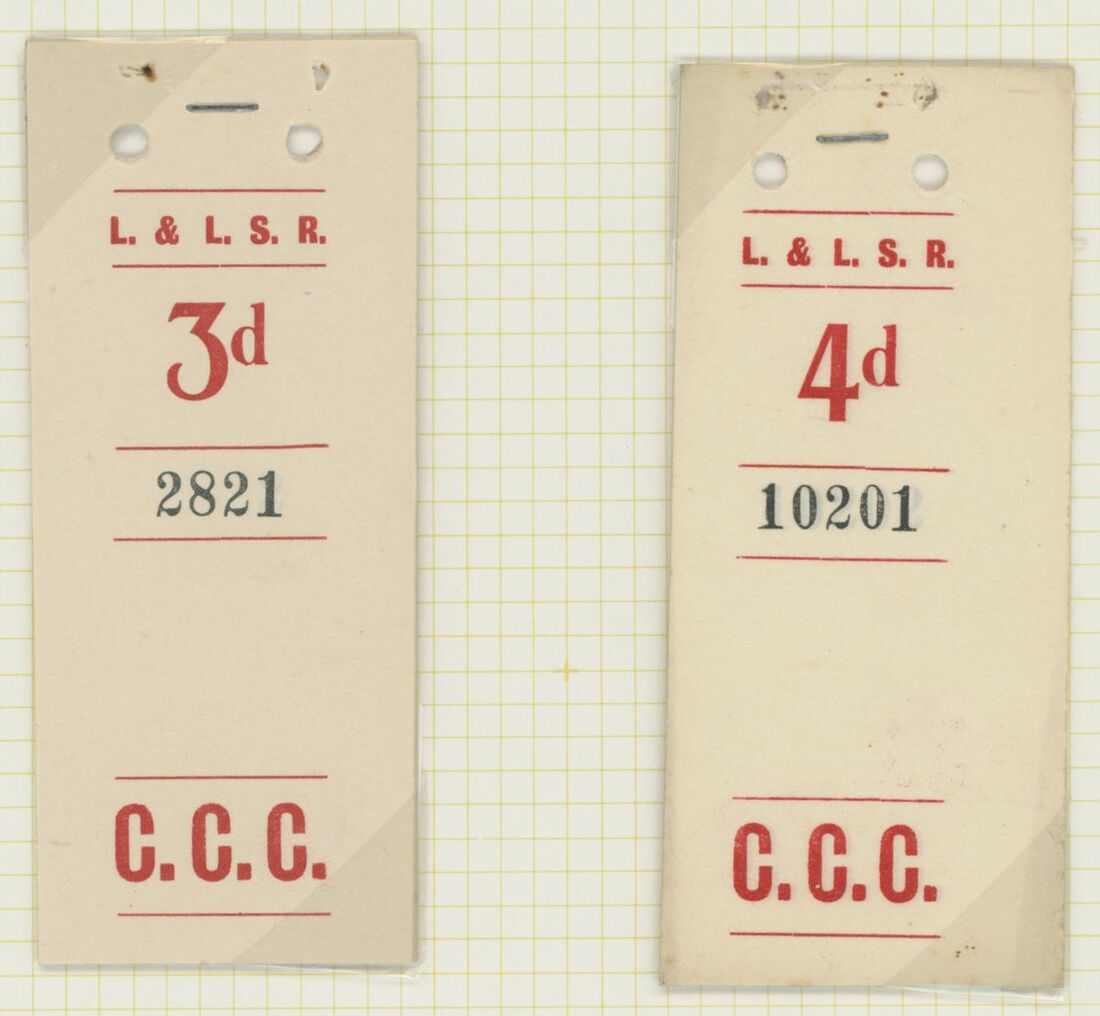 L. & L. S. R.
3d
2821
C. C. C.
L. & L. S. R.
4d
10201
C. C. C.